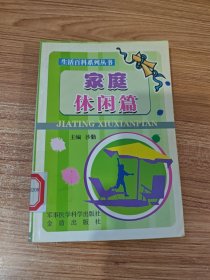 生活百科系列丛书
家庭
休闲篇
JIATING XIUXIANPIAN
主编 沙勤
军事医学科学出版社
金盾出版社